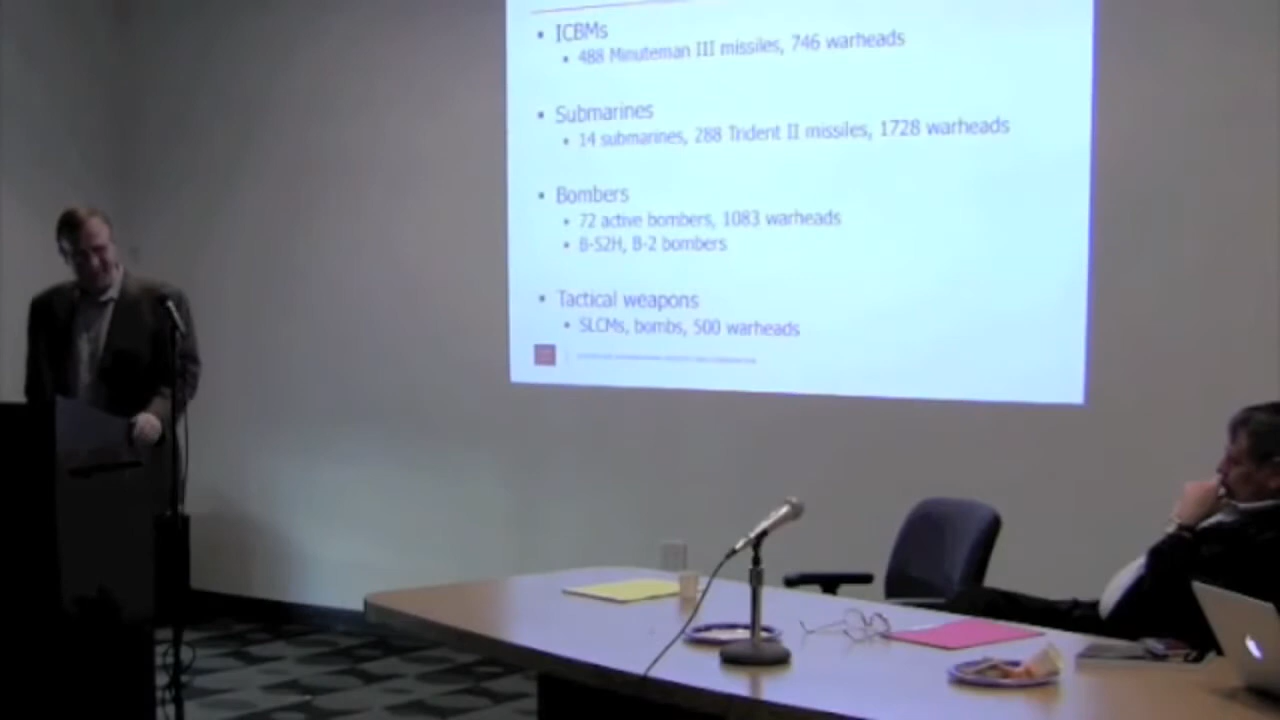 • ICBMs
• 488 Minuteman III missiles, 746 warheads
• Submarines
• 14 submarines, 288 Trident II missiles, 1728 warheads
• Bombers
• 72 active bombers, 1083 warheads
• B-52H, B-2 bombers
• Tactical weapons
• SLCMs, bombs, 500 warheads